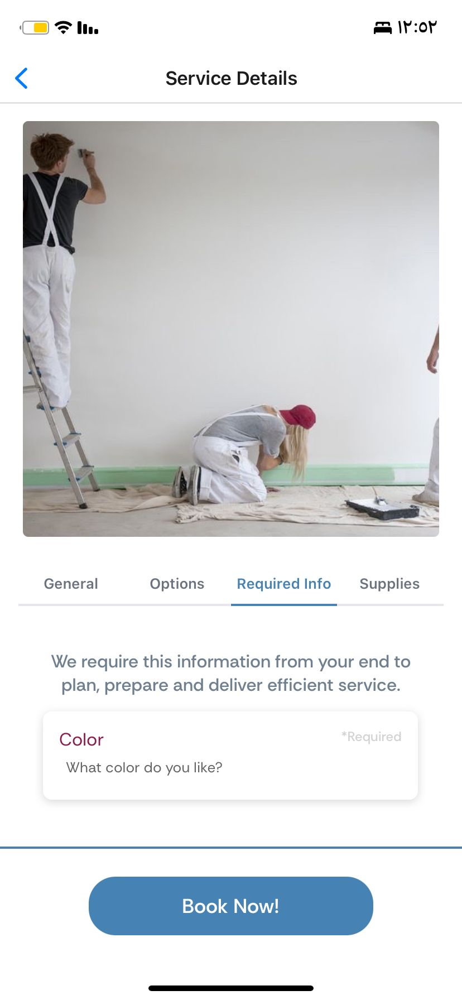 ١٢:٥٢
Service Details
General Options Required Info Supplies
We require this information from your end to
plan, prepare and deliver efficient service.
Color *Required
What color do you like?
Book Now!